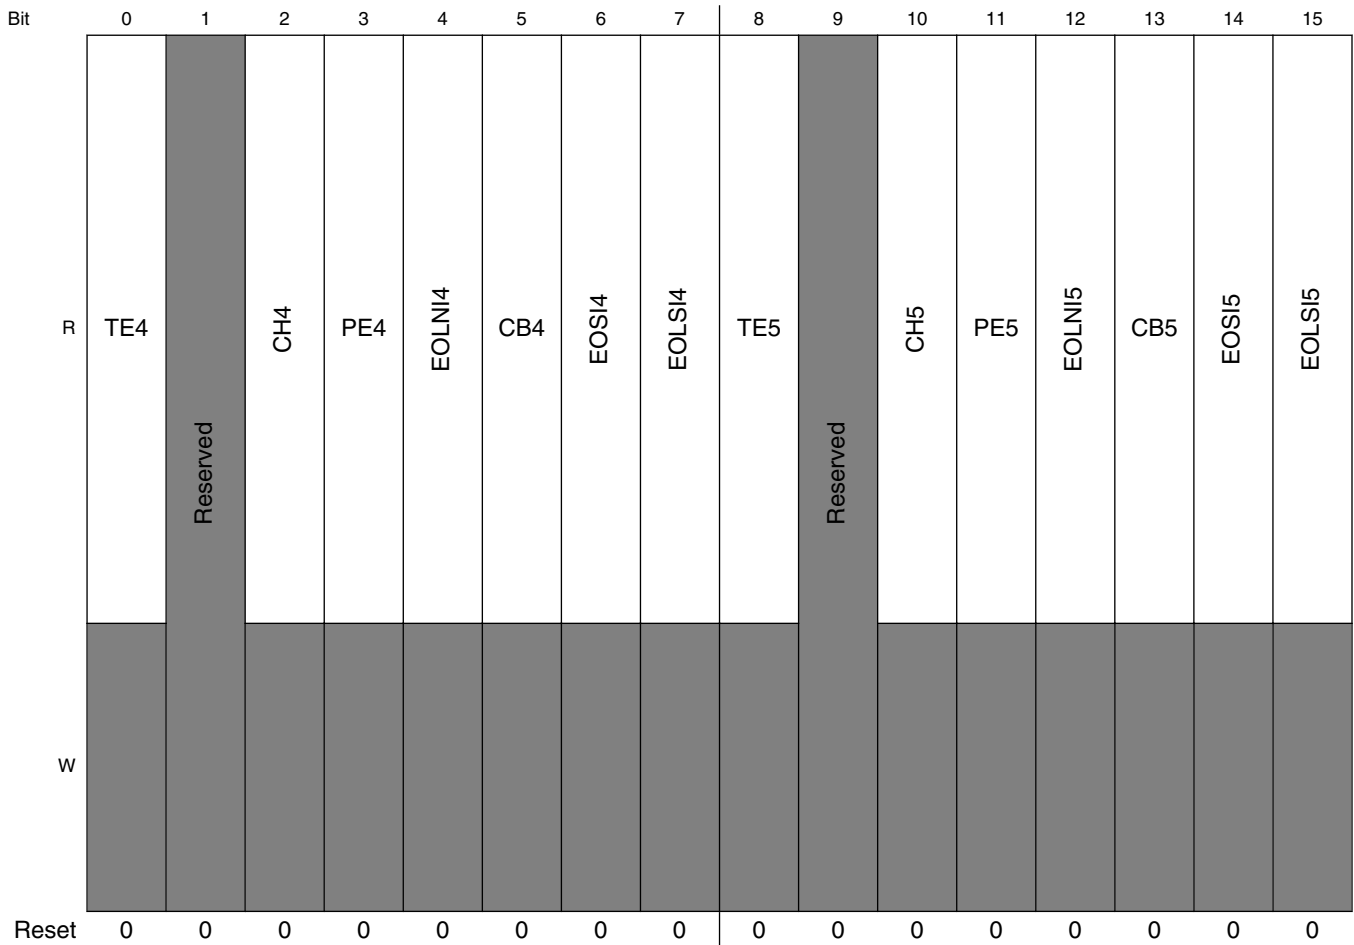 Bit 0 1 2 3 4 5 6 7 8 9 10 11 12 13 14 15
R TE4 Reserved CH4 PE4 EOLNI4 CB4 EOSI4 EOLSI4 TE5 Reserved CH5 PE5 EOLNI5 CB5 EOSI5 EOLSI5
W
Reset 0 0 0 0 0 0 0 0 0 0 0 0 0 0 0 0